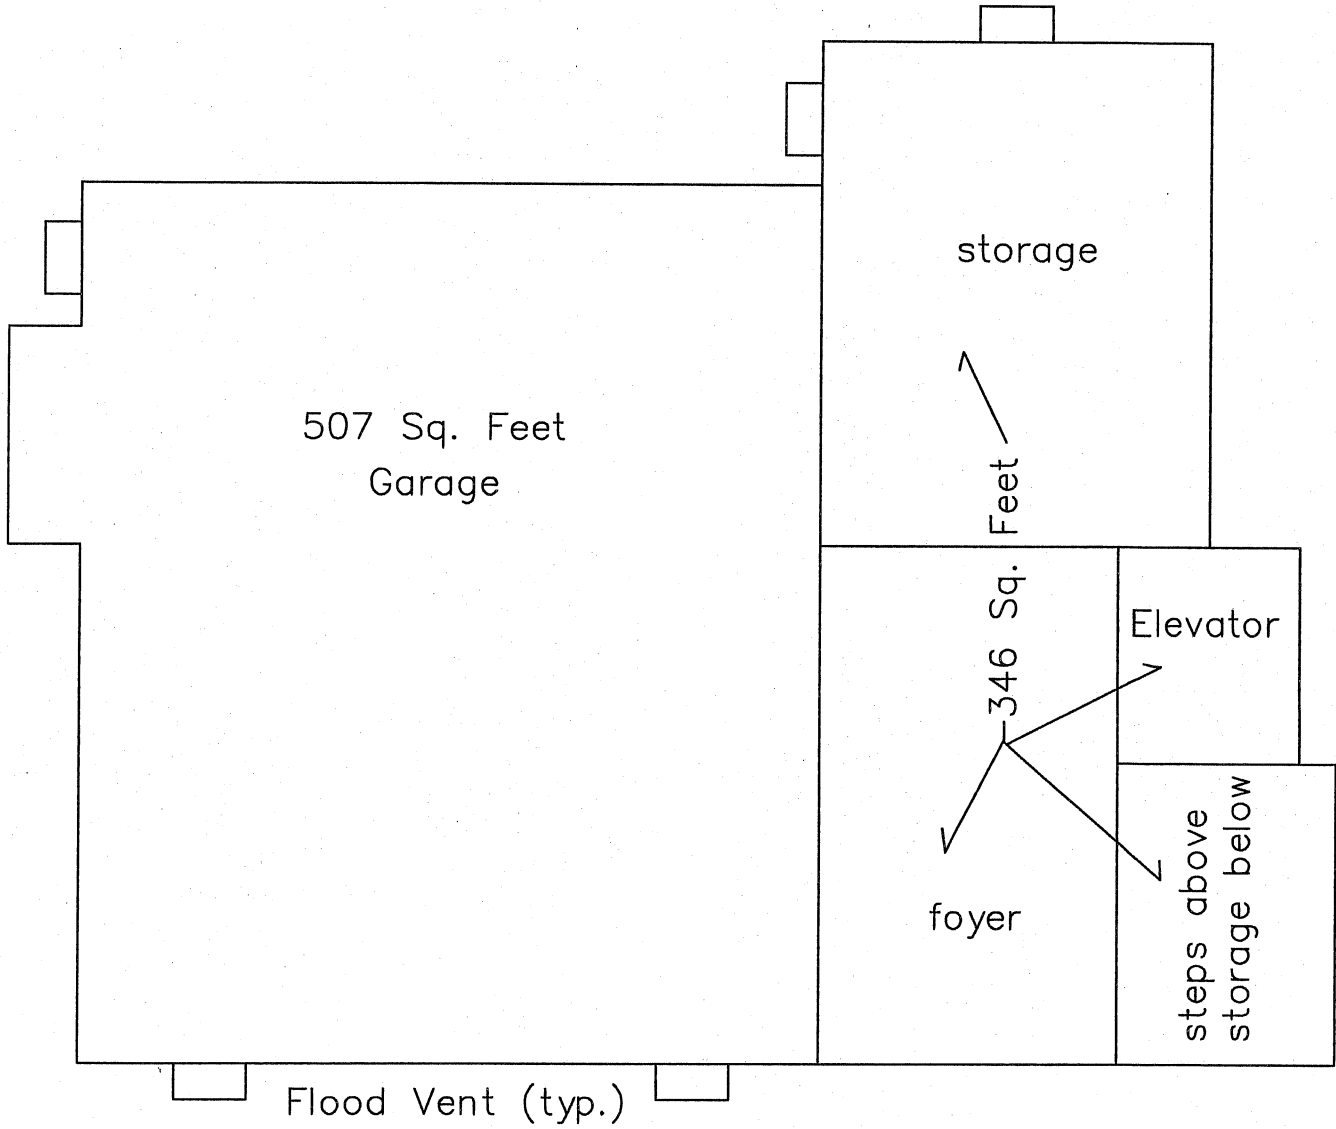 storage
507 Sq. Feet
Garage
346 Sq. Feet
Elevator
steps above
storage below
foyer
Flood Vent (typ.)